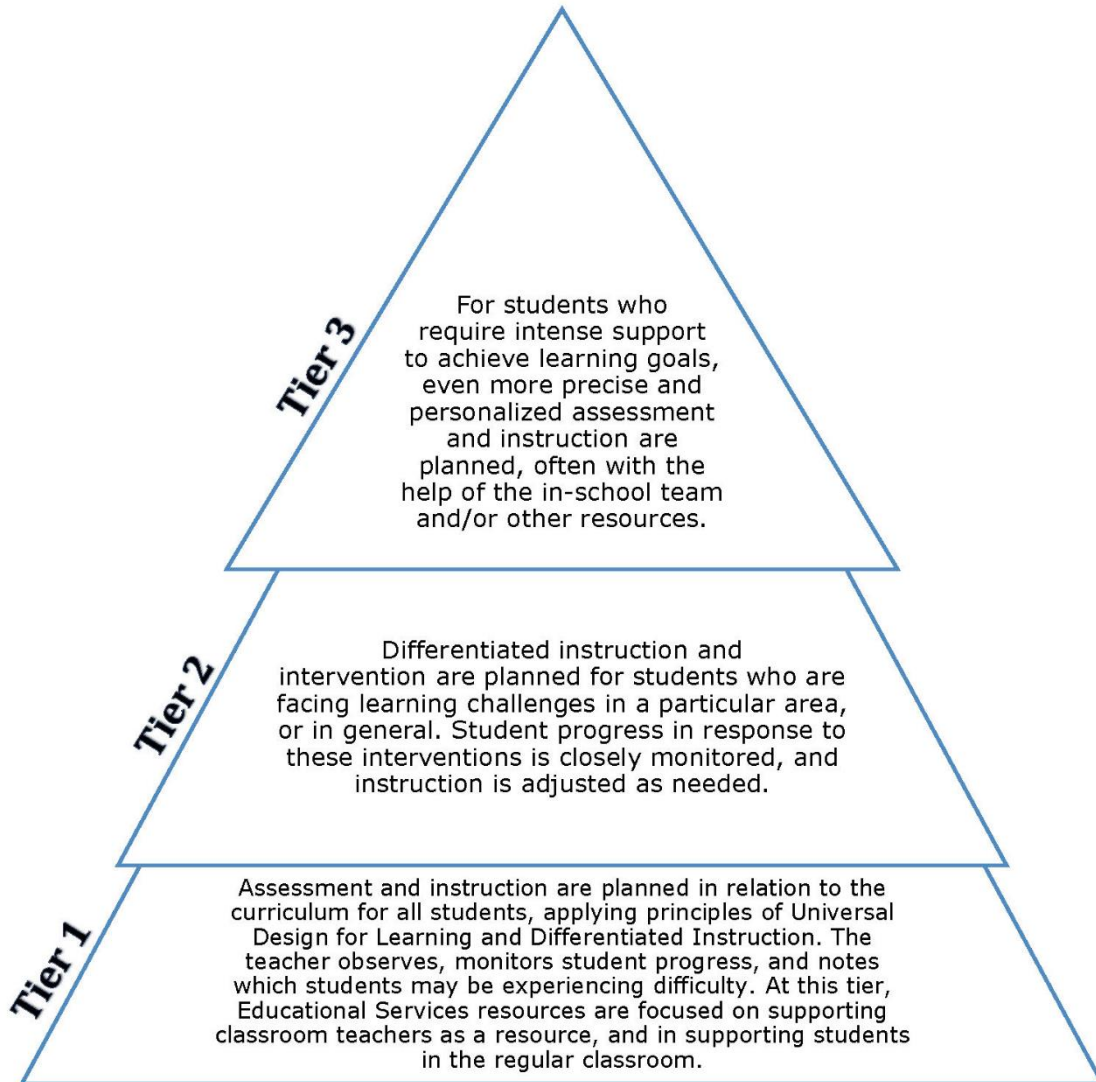 Tier 3
For students who
require intense support
to achieve learning goals,
even more precise and
personalized assessment
and instruction are
planned, often with the
help of the in-school team
and/or other resources.
Tier 2
Differentiated instruction and
intervention are planned for students who are
facing learning challenges in a particular area,
or in general. Student progress in response to
these interventions is closely monitored, and
instruction is adjusted as needed.
Tier 1
Assessment and instruction are planned in relation to the
curriculum for all students, applying principles of Universal
Design for Learning and Differentiated Instruction. The
teacher observes, monitors student progress, and notes
which students may be experiencing difficulty. At this tier,
Educational Services resources are focused on supporting
classroom teachers as a resource, and in supporting students
in the regular classroom.